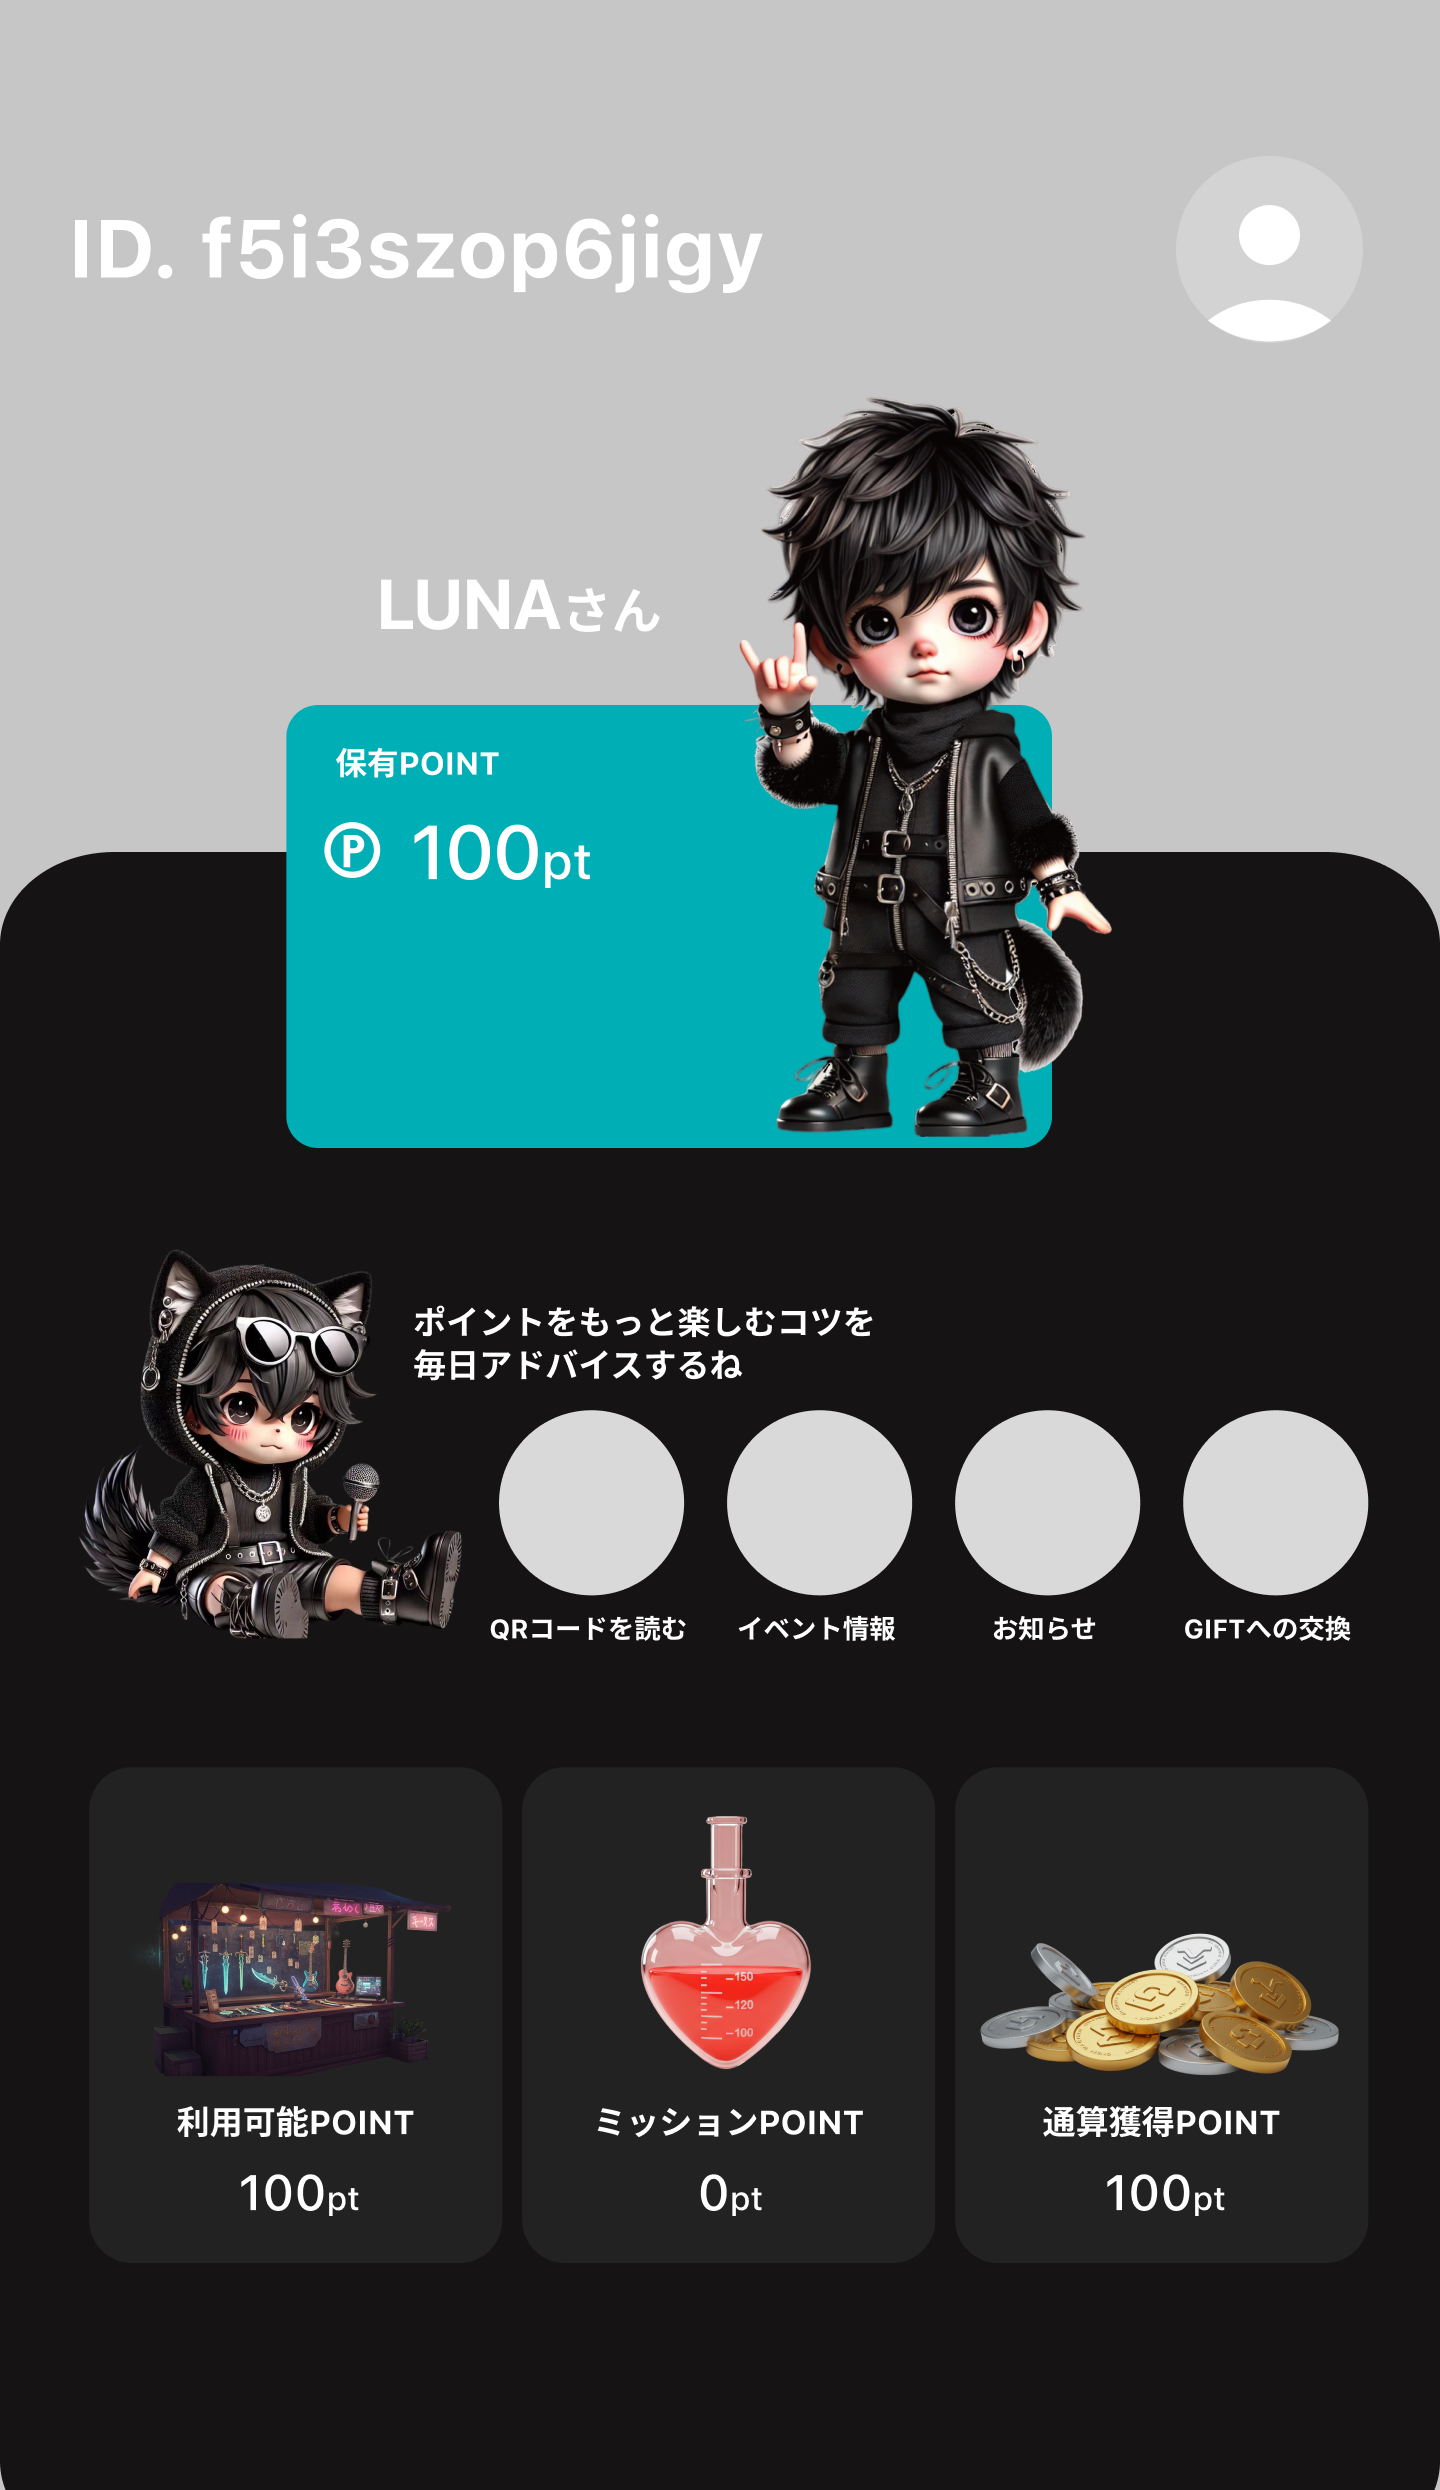 ID. f5i3szop6jigy
LUNAさん
保有POINT
Ⓟ 100pt
ポイントをもっと楽しむコツを
毎日アドバイスするね
QRコードを読む
イベント情報
お知らせ
GIFTへの交換
150
120
100
利用可能POINT
100pt
ミッションPOINT
0pt
通算獲得POINT
100pt